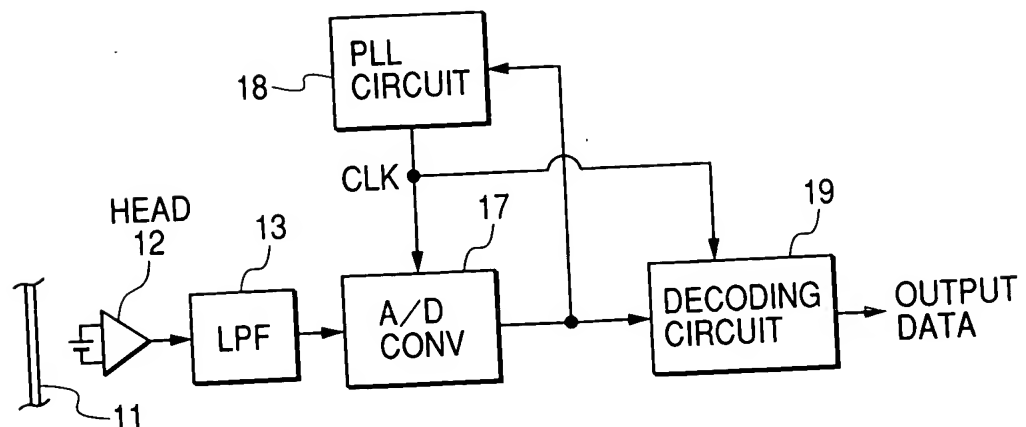 PLL
CIRCUIT
18
CLK
HEAD
12
13
17
19
LPF
A/D
CONV
DECODING
CIRCUIT
OUTPUT
DATA
11